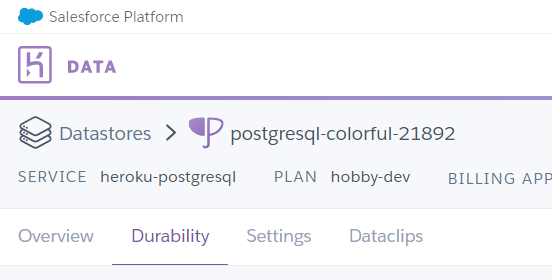 Salesforce Platform
DATA
Datastores > postgresql-colorful-21892
SERVICE heroku-postgresql PLAN hobby-dev BILLING APP
Overview Durability Settings Dataclips